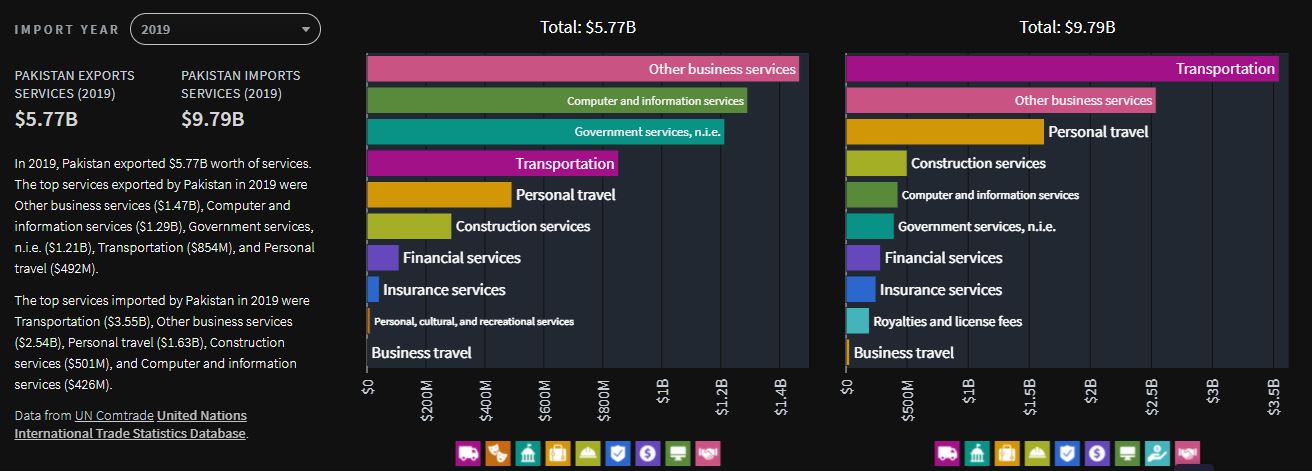 IMPORT YEAR 2019
PAKISTAN EXPORTS
SERVICES (2019)
$5.77B
PAKISTAN IMPORTS
SERVICES (2019)
$9.79B
In 2019, Pakistan exported $5.77B worth of services.
The top services exported by Pakistan in 2019 were
Other business services ($1.47B), Computer and
information services ($1.29B), Government services,
n.i.e. ($1.21B), Transportation ($854M), and Personal
travel ($492M).
The top services imported by Pakistan in 2019 were
Transportation ($3.55B), Other business services
($2.54B), Personal travel ($1.63B), Construction
services ($501M), and Computer and information
services ($426M).
Data from UN Comtrade United Nations
International Trade Statistics Database.
Total: $5.77B
Other business services
Computer and information services
Government services, n.i.e.
Transportation
Personal travel
Construction services
Financial services
Insurance services
Personal, cultural, and recreational services
Business travel
$0
$200M
$400M
$600M
$800M
$1B
$1.2B
$1.4B
Total: $9.79B
Transportation
Other business services
Personal travel
Construction services
Computer and information services
Government services, n.i.e.
Financial services
Insurance services
Royalties and license fees
Business travel
$0
$500M
$1B
$1.5B
$2B
$2.5B
$3B
$3.5B